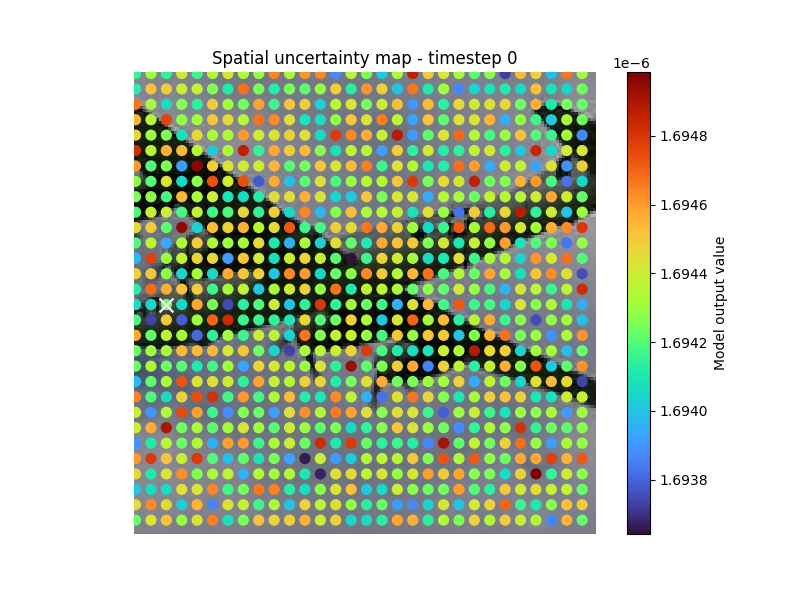 Spatial uncertainty map - timestep 0
1e−6
1.6948
1.6946
1.6944
1.6942
1.6940
1.6938
Model output value